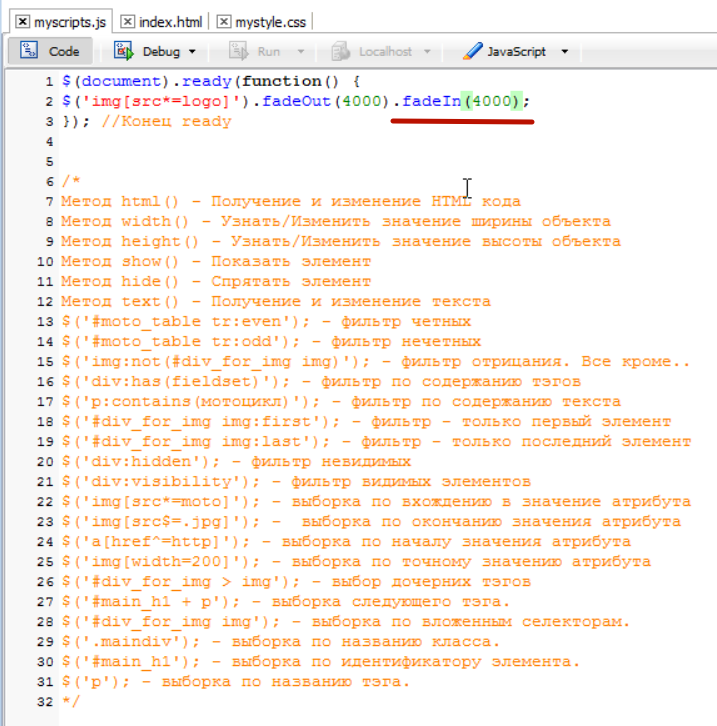 myscripts.js index.html mystyle.css
Code Debug Run Localhost JavaScript
1 $(document).ready(function() {
2 $('img[src*=logo]').fadeOut(4000).fadeIn(4000);
3 }); //Конец ready
4
5
6 /*
7 Метод html() - Получение и изменение HTML кода
8 Метод width() - Узнать/Изменить значение ширины объекта
9 Метод height() - Узнать/Изменить значение высоты объекта
10 Метод show() - Показать элемент
11 Метод hide() - Спрятать элемент
12 Метод text() - Получение и изменение текста
13 $('#moto_table tr:even'); - фильтр четных
14 $('#moto_table tr:odd'); - фильтр нечетных
15 $('img:not(#div_for_img img)'); - фильтр отрицания. Все кроме..
16 $('div:has(fieldset)'); - фильтр по содержанию тэгов
17 $('p:contains(мотоцикл)'); - фильтр по содержанию текста
18 $('#div_for_img img:first'); - фильтр - только первый элемент
19 $('#div_for_img img:last'); - фильтр - только последний элемент
20 $('div:hidden'); - фильтр невидимых
21 $('div:visibility'); - фильтр видимых элементов
22 $('img[src*=moto]'); - выборка по вхождению в значение атрибута
23 $('img[src$=.jpg]'); -  выборка по окончанию значения атрибута
24 $('a[href^=http]'); - выборка по началу значения атрибута
25 $('img[width=200]'); - выборка по точному значению атрибута
26 $('#div_for_img > img'); - выбор дочерних тэгов
27 $('#main_h1 + p'); - выборка следующего тэга.
28 $('#div_for_img img'); - выборка по вложенным селекторам.
29 $('.maindiv'); - выборка по названию класса.
30 $('#main_h1'); - выборка по идентификатору элемента.
31 $('p'); - выборка по названию тэга.
32 */